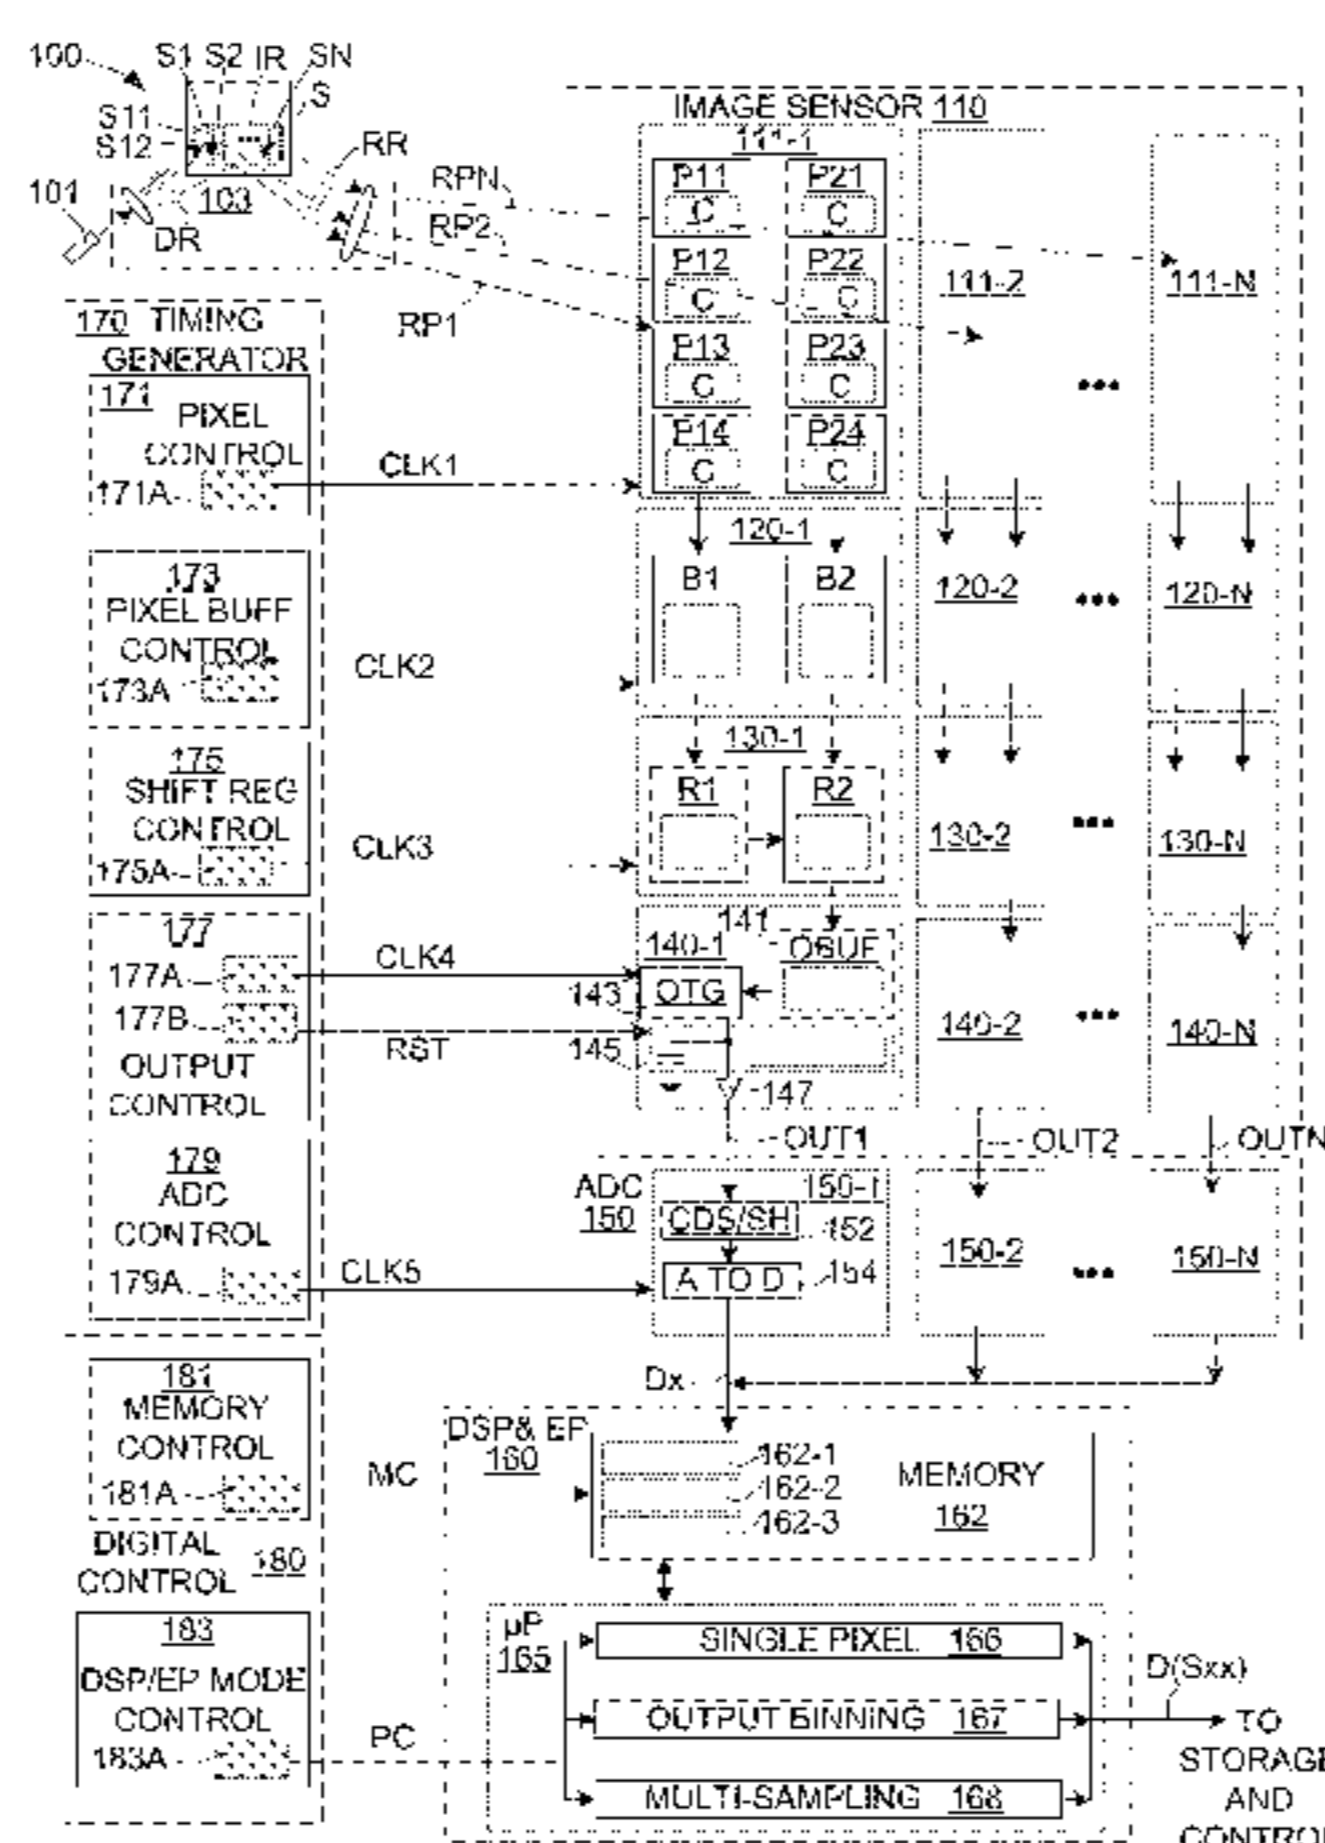 100 S1 S2 IR SN
S
S11
S12
RR
101
103
DR
RPN
RP2
RP1
IMAGE SENSOR 110
111-1
P11 P21
C C
P12 P22
C C
111-2 111-N
P13 P23
C C
P14 P24
C C
170 TIMING
GENERATOR
171
PIXEL
CONTROL
171A
CLK1
120-1
B1 B2
120-2 120-N
173
PIXEL BUFF
CONTROL
173A
CLK2
130-1
R1 R2
130-2 130-N
175
SHIFT REG
CONTROL
175A
CLK3
177
177A
177B
OUTPUT
CONTROL
CLK4
RST
141
140-1 OBUF
143 OTG
145
147
140-2 140-N
OUT1 OUT2 OUTN
179
ADC
CONTROL
179A
CLK5
ADC
150
150-1
CDS/SH 152
A TO D 154
150-2 150-N
Dx
181
MEMORY
CONTROL
181A
DIGITAL
CONTROL 180
MC
DSP& EP
160
162-1
162-2
162-3
MEMORY
162
183
DSP/EP MODE
CONTROL
183A
PC
µP
165
SINGLE PIXEL 166
OUTPUT BINNING 167
MULTI-SAMPLING 168
D(Sxx)
TO
STORAGE
AND
CONTROL